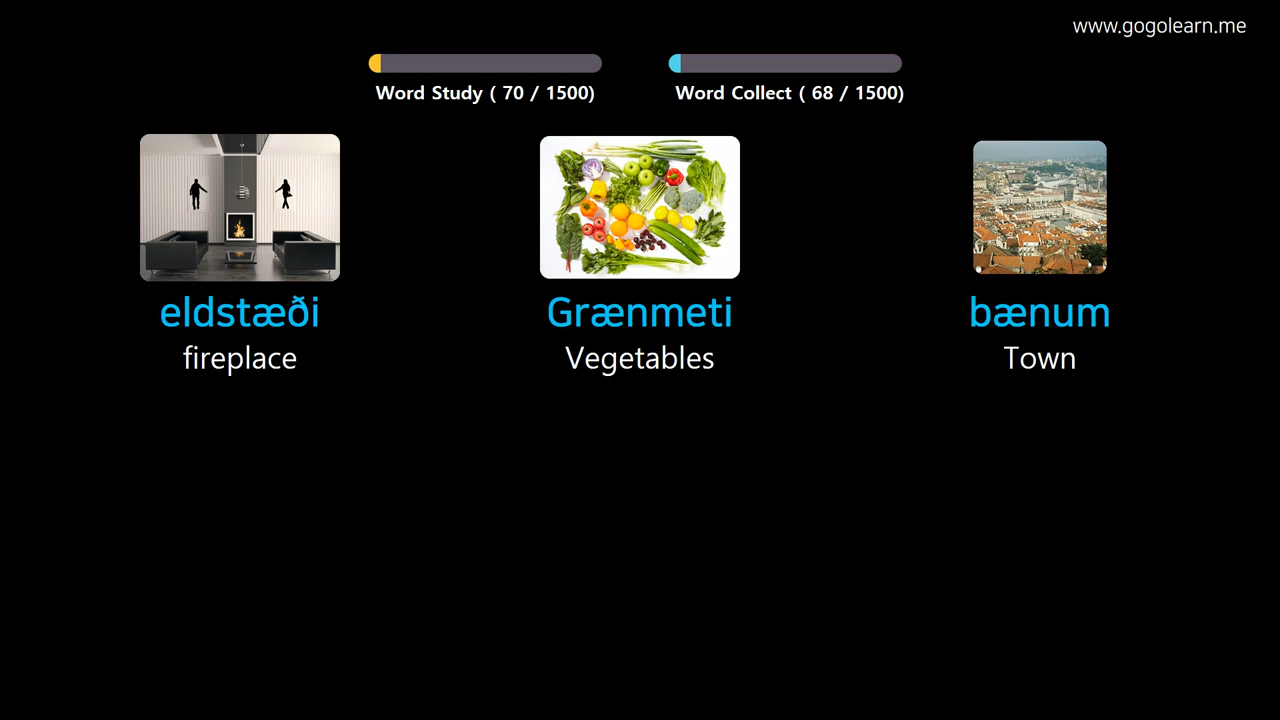 www.gogolearn.me
Word Study ( 70 / 1500)
Word Collect ( 68 / 1500)
eldstæði
fireplace
Grænmeti
Vegetables
bænum
Town